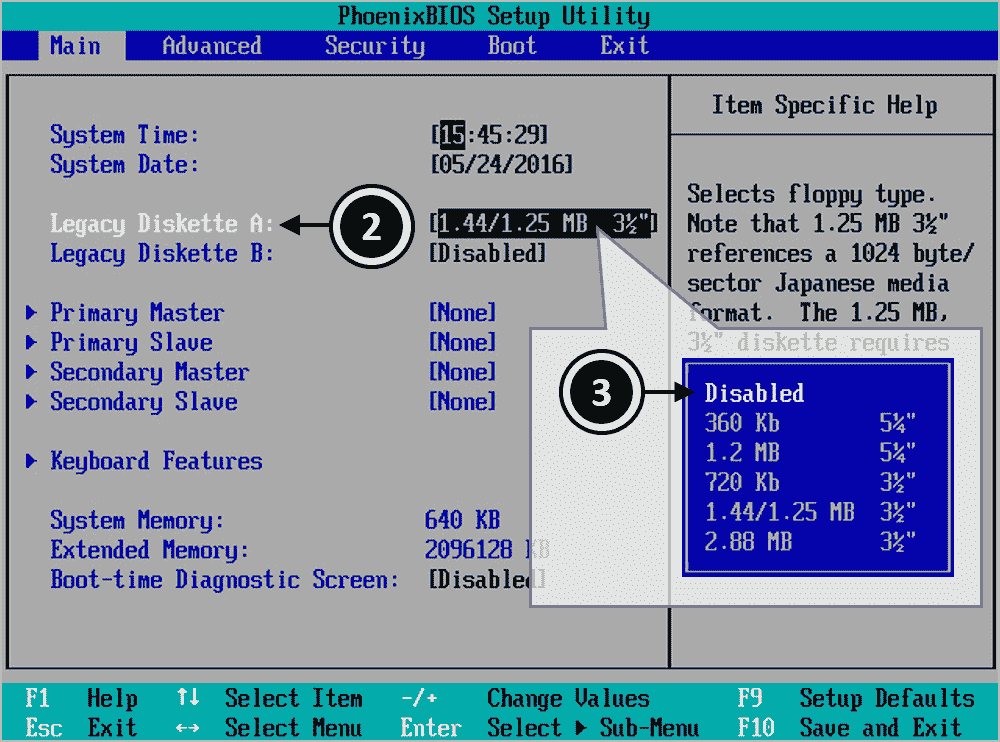 PhoenixBIOS Setup Utility
Main Advanced Security Boot Exit
Item Specific Help
System Time: [15:45:29]
System Date: [05/24/2016]
Legacy Diskette A: 2 [1.44/1.25 MB 3½"]
Legacy Diskette B: [Disabled]
Selects floppy type.
Note that 1.25 MB 3½"
references a 1024 byte/
sector Japanese media
format. The 1.25 MB,
3½" diskette requires
Primary Master [None]
Primary Slave [None]
Secondary Master [None]
Secondary Slave [None]
Keyboard Features
System Memory: 640 KB
Extended Memory: 2096128 KB
Boot-time Diagnostic Screen: [Disabled]
3
Disabled
360 Kb 5¼"
1.2 MB 5¼"
720 Kb 3½"
1.44/1.25 MB 3½"
2.88 MB 3½"
F1 Help ↑↓ Select Item -/+ Change Values F9 Setup Defaults
Esc Exit ↔ Select Menu Enter Select ▶ Sub-Menu F10 Save and Exit